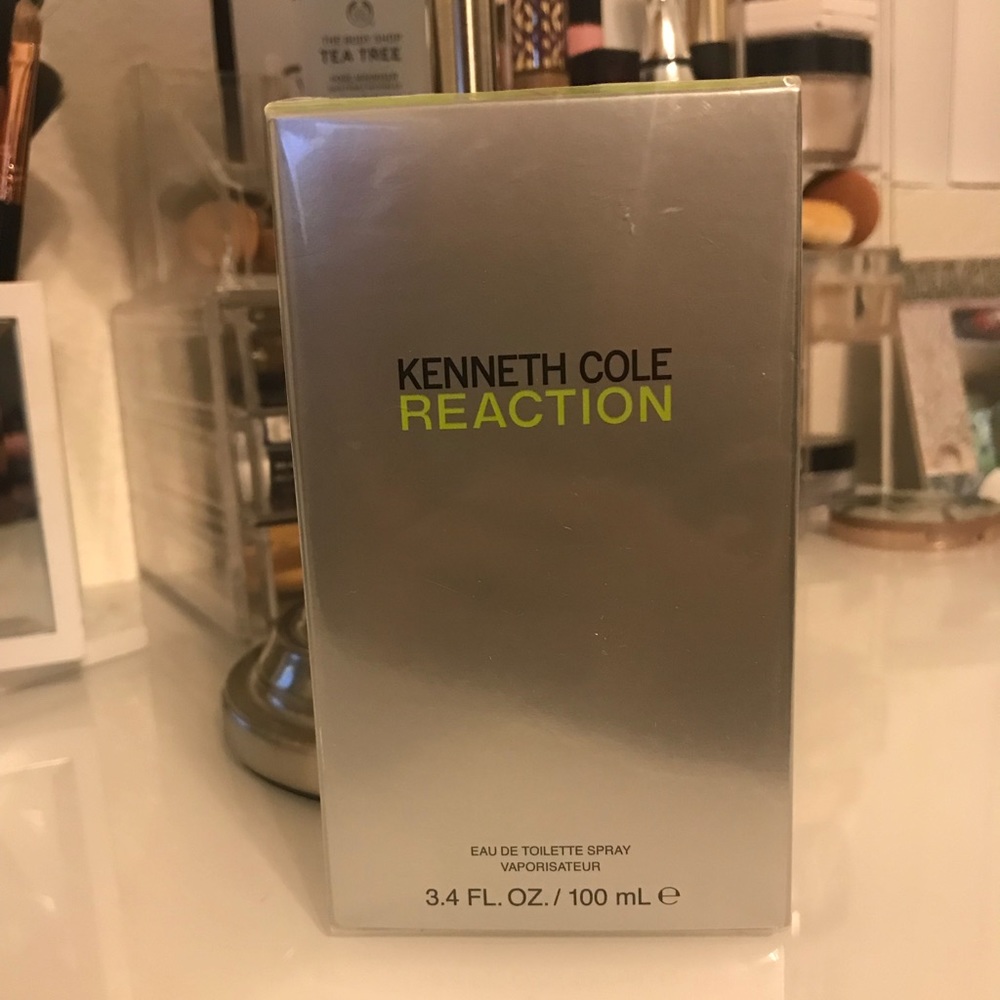 THE BODY SHOP
TEA TREE
KENNETH COLE
REACTION
EAU DE TOILETTE SPRAY
VAPORISATEUR
3.4 FL. OZ. / 100 mL ℮